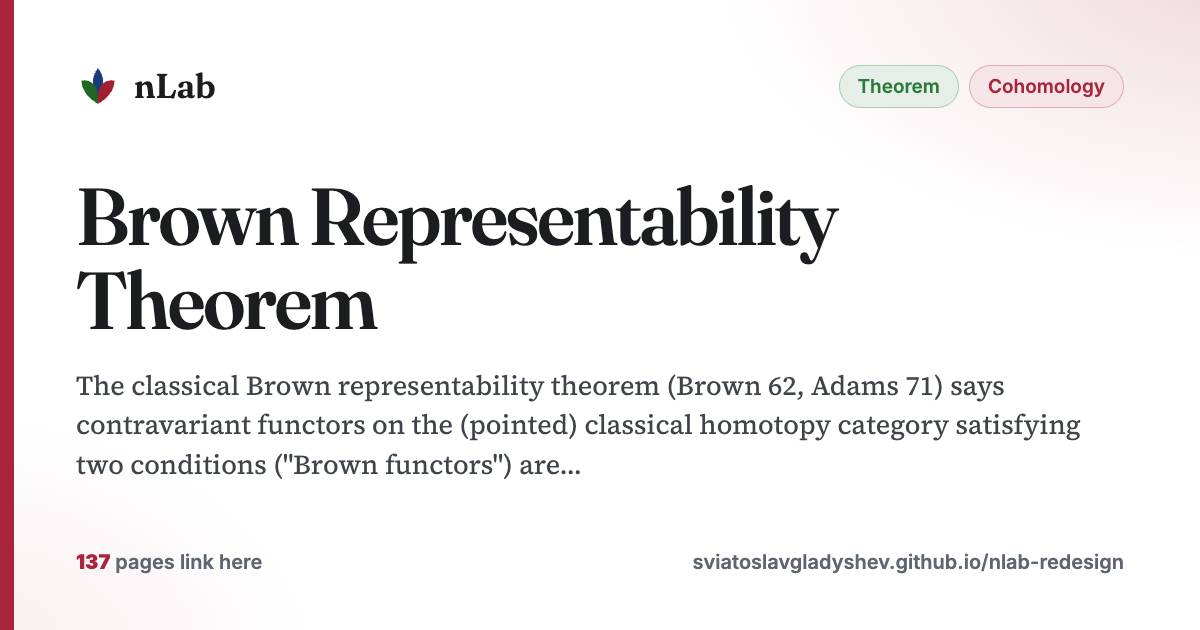 nLab
Theorem
Cohomology
Brown Representability
Theorem
The classical Brown representability theorem (Brown 62, Adams 71) says
contravariant functors on the (pointed) classical homotopy category satisfying
two conditions ("Brown functors") are...
137 pages link here
sviatoslavgladyshev.github.io/nlab-redesign